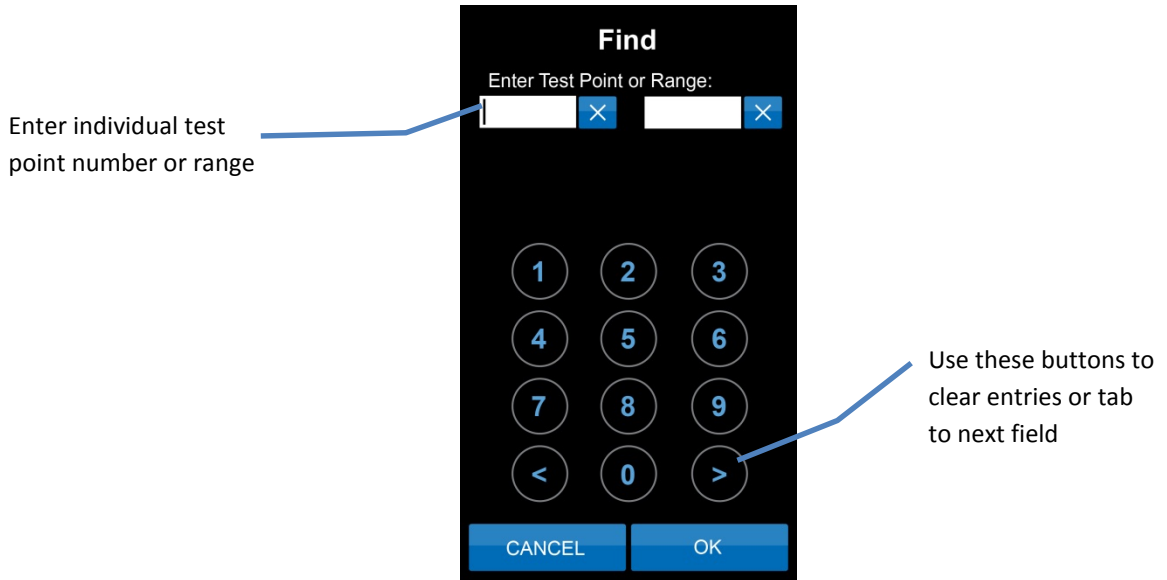 Find
Enter Test Point or Range:
Enter individual test
point number or range
1 2 3
4 5 6
Use these buttons to
clear entries or tab
to next field
7 8 9
< 0 >
CANCEL OK